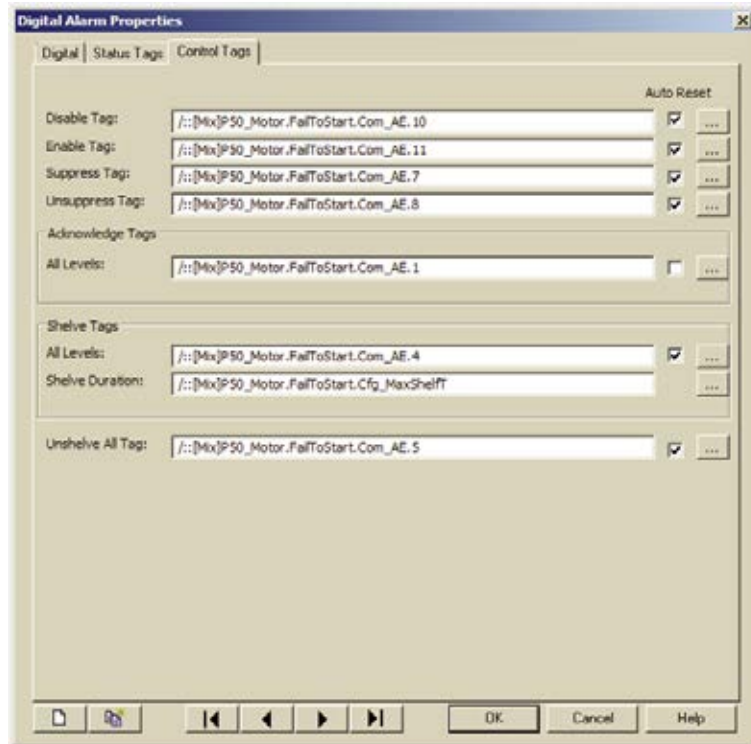 Digital Alarm Properties
Digital Status Tags Control Tags
Auto Reset
Disable Tag: /::[Mix]P50_Motor.FailToStart.Com_AE.10 ...
Enable Tag: /::[Mix]P50_Motor.FailToStart.Com_AE.11 ...
Suppress Tag: /::[Mix]P50_Motor.FailToStart.Com_AE.7 ...
Unsuppress Tag: /::[Mix]P50_Motor.FailToStart.Com_AE.8 ...
Acknowledge Tags
All Levels: /::[Mix]P50_Motor.FailToStart.Com_AE.1 ...
Shelve Tags
All Levels: /::[Mix]P50_Motor.FailToStart.Com_AE.4 ...
Shelve Duration: /::[Mix]P50_Motor.FailToStart.Cfg_MaxShelfT ...
Unshelve All Tag: /::[Mix]P50_Motor.FailToStart.Com_AE.5 ...
OK Cancel Help